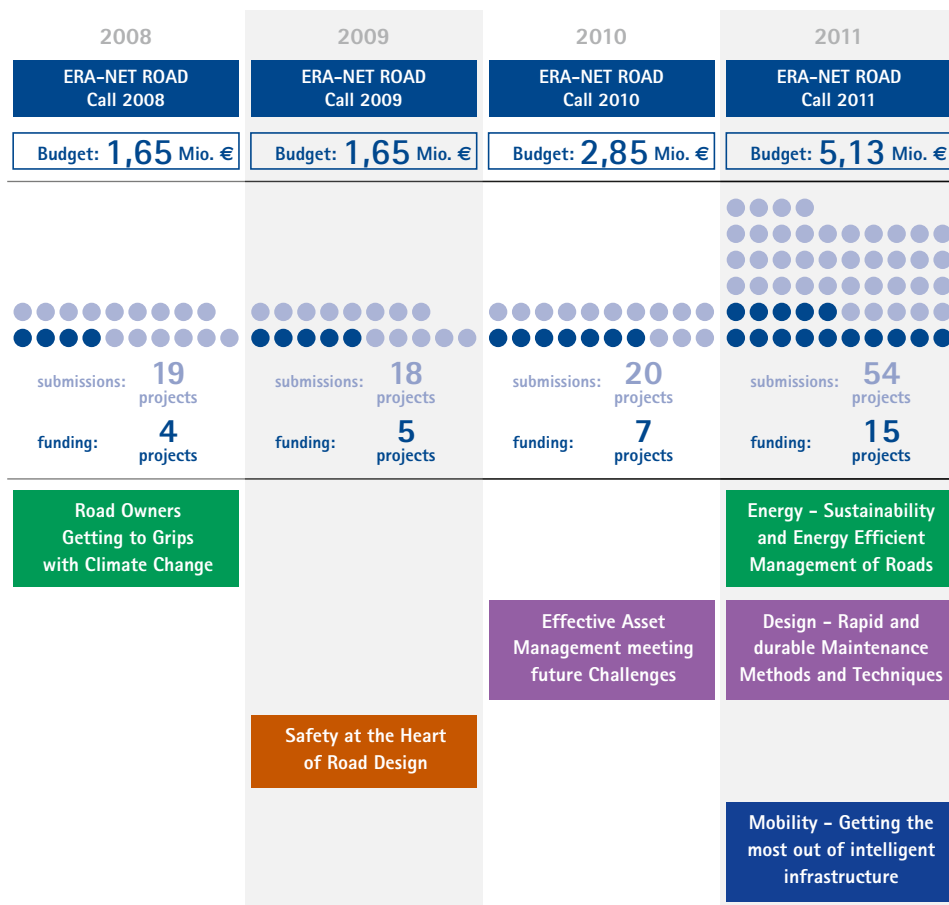 2008
2009
2010
2011
ERA-NET ROAD
Call 2008
ERA-NET ROAD
Call 2009
ERA-NET ROAD
Call 2010
ERA-NET ROAD
Call 2011
Budget: 1,65 Mio. €
Budget: 1,65 Mio. €
Budget: 2,85 Mio. €
Budget: 5,13 Mio. €
submissions: 19
projects
submissions: 18
projects
submissions: 20
projects
submissions: 54
projects
funding: 4
projects
funding: 5
projects
funding: 7
projects
funding: 15
projects
Road Owners
Getting to Grips
with Climate Change
Energy - Sustainability
and Energy Efficient
Management of Roads
Effective Asset
Management meeting
future Challenges
Design - Rapid and
durable Maintenance
Methods and Techniques
Safety at the Heart
of Road Design
Mobility - Getting the
most out of intelligent
infrastructure